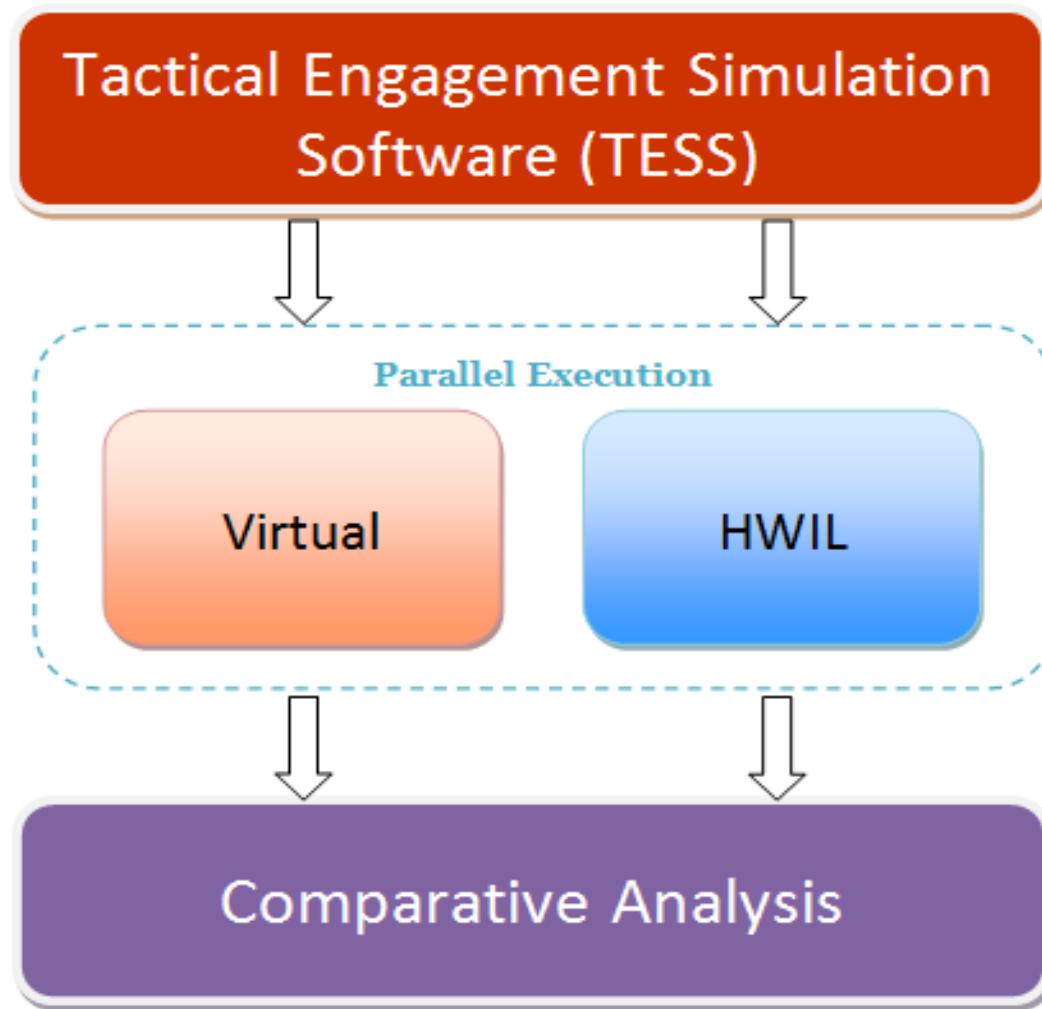 Tactical Engagement Simulation
Software (TESS)
Parallel Execution
Virtual
HWIL
Comparative Analysis